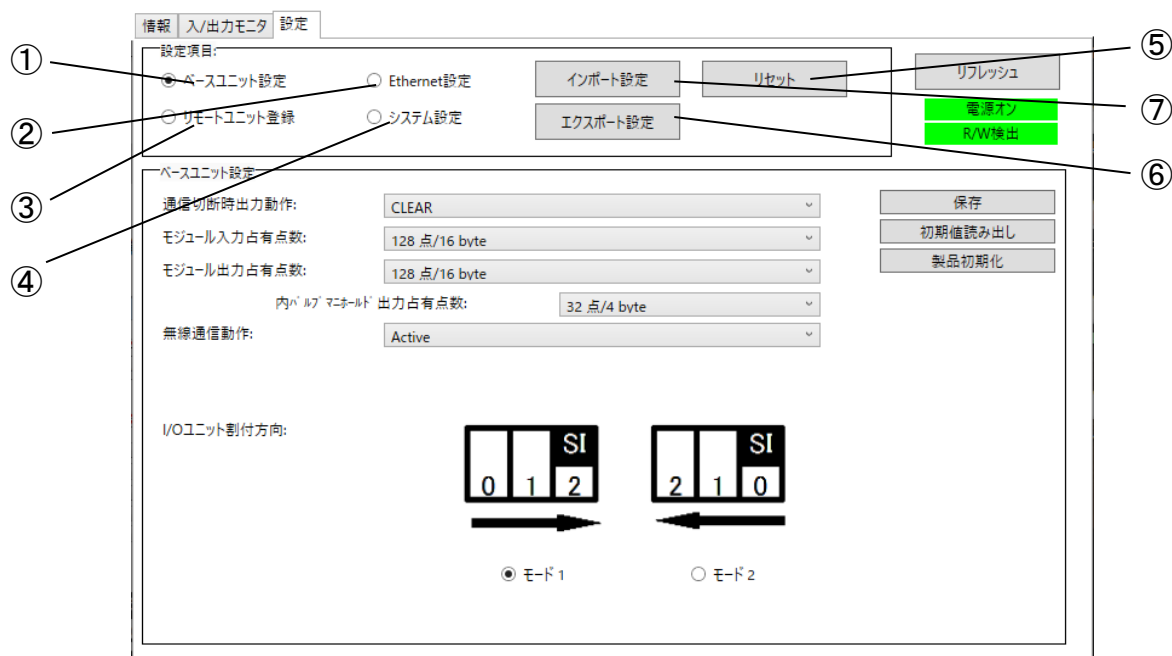 情報 入/出力モニタ 設定
設定項目:
① ② ③ ④ ⑤ ⑥ ⑦
ベースユニット設定 Ethernet設定 インポート設定 リセット リフレッシュ
リモートユニット登録 システム設定 エクスポート設定 電源オン
R/W検出
ベースユニット設定
通信切断時出力動作: CLEAR 保存
モジュール入力占有点数: 128 点/16 byte 初期値読み出し
モジュール出力占有点数: 128 点/16 byte 製品初期化
内バルブマニホールド出力占有点数: 32 点/4 byte
無線通信動作: Active
I/Oユニット割付方向:
SI SI
0 1 2 2 1 0
モード 1 モード 2